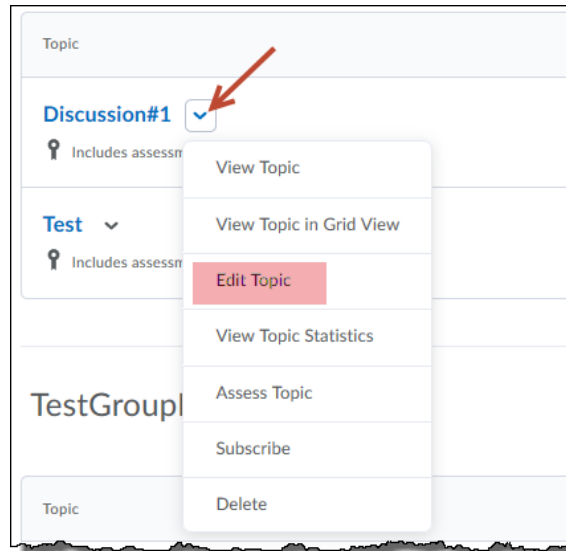 Topic
Discussion#1
Includes assessm
View Topic
View Topic in Grid View
Test
Includes assessm
Edit Topic
View Topic Statistics
TestGroup
Assess Topic
Subscribe
Topic
Delete